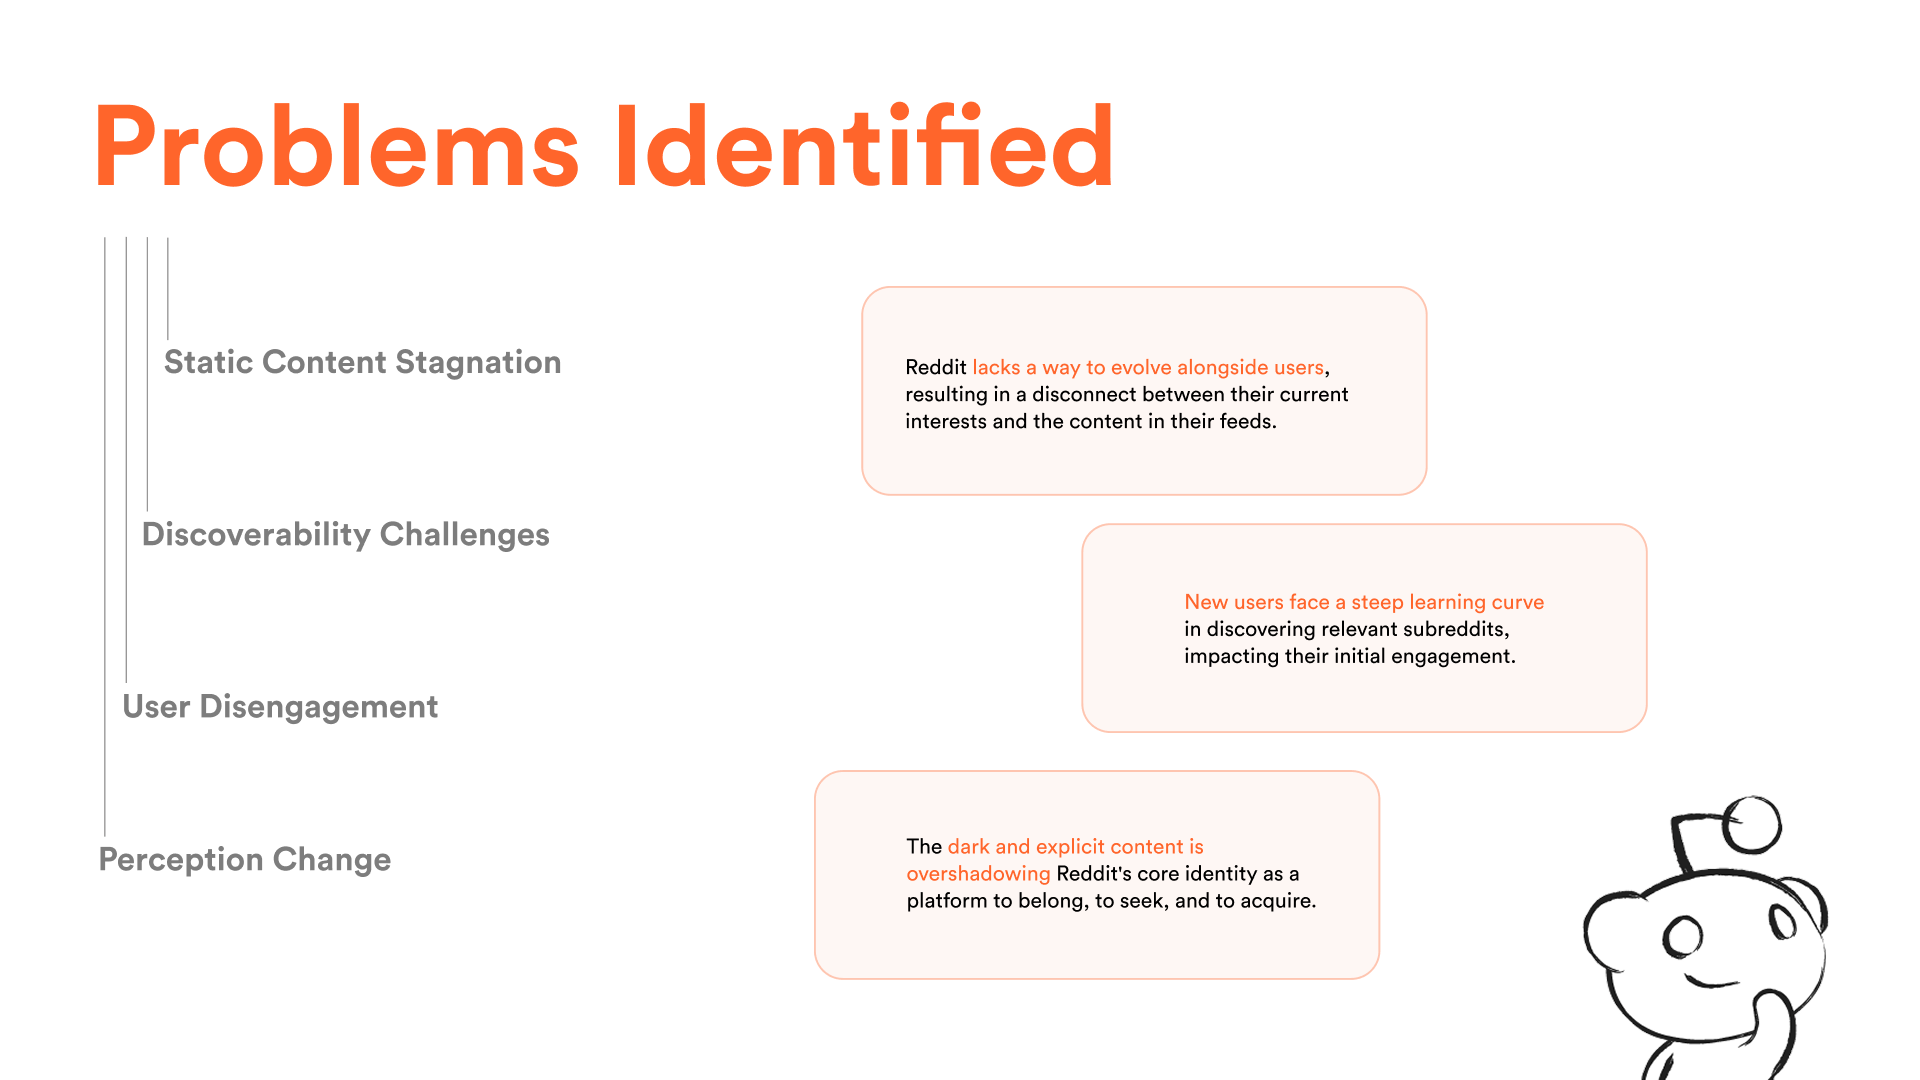 Problems Identified
Static Content Stagnation
Discoverability Challenges
User Disengagement
Perception Change
Reddit lacks a way to evolve alongside users,
resulting in a disconnect between their current
interests and the content in their feeds.
New users face a steep learning curve
in discovering relevant subreddits,
impacting their initial engagement.
The dark and explicit content is
overshadowing Reddit's core identity as a
platform to belong, to seek, and to acquire.